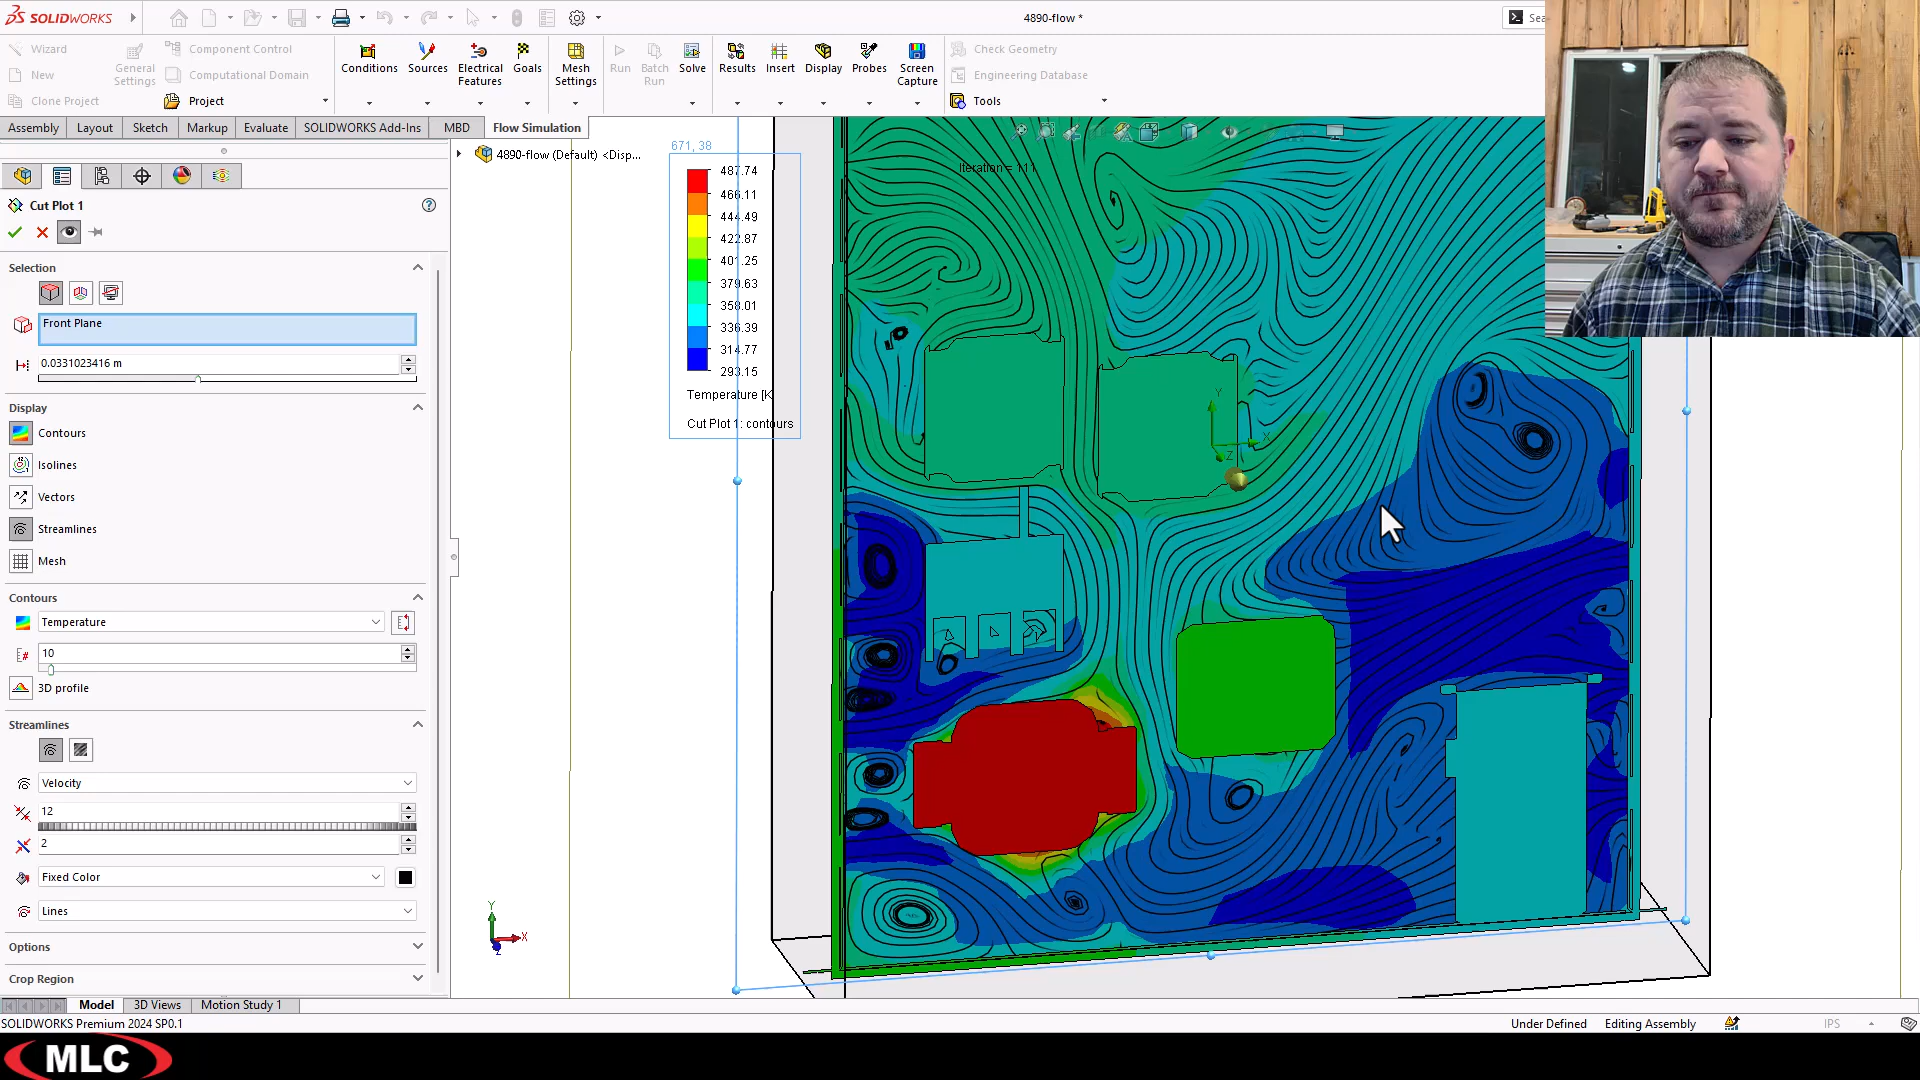 SOLIDWORKS
4890-flow *
Sea
Wizard
New
Clone Project
General Settings
Component Control
Computational Domain
Project
Conditions
Sources
Electrical Features
Goals
Mesh Settings
Run
Batch Run
Solve
Results
Insert
Display
Probes
Screen Capture
Check Geometry
Engineering Database
Tools
Assembly
Layout
Sketch
Markup
Evaluate
SOLIDWORKS Add-Ins
MBD
Flow Simulation
4890-flow (Default) <Disp...
671, 38
Iteration = 111
487.74
466.11
444.49
422.87
401.25
379.63
358.01
336.39
314.77
293.15
Temperature [K
Cut Plot 1: contours
Cut Plot 1
Selection
Front Plane
0.0331023416 m
Display
Contours
Isolines
Vectors
Streamlines
Mesh
Contours
Temperature
10
3D profile
Streamlines
Velocity
12
2
Fixed Color
Lines
Options
Crop Region
Y
X
Z
Y
X
Z
Model
3D Views
Motion Study 1
SOLIDWORKS Premium 2024 SP0.1
Under Defined
Editing Assembly
IPS
MLC